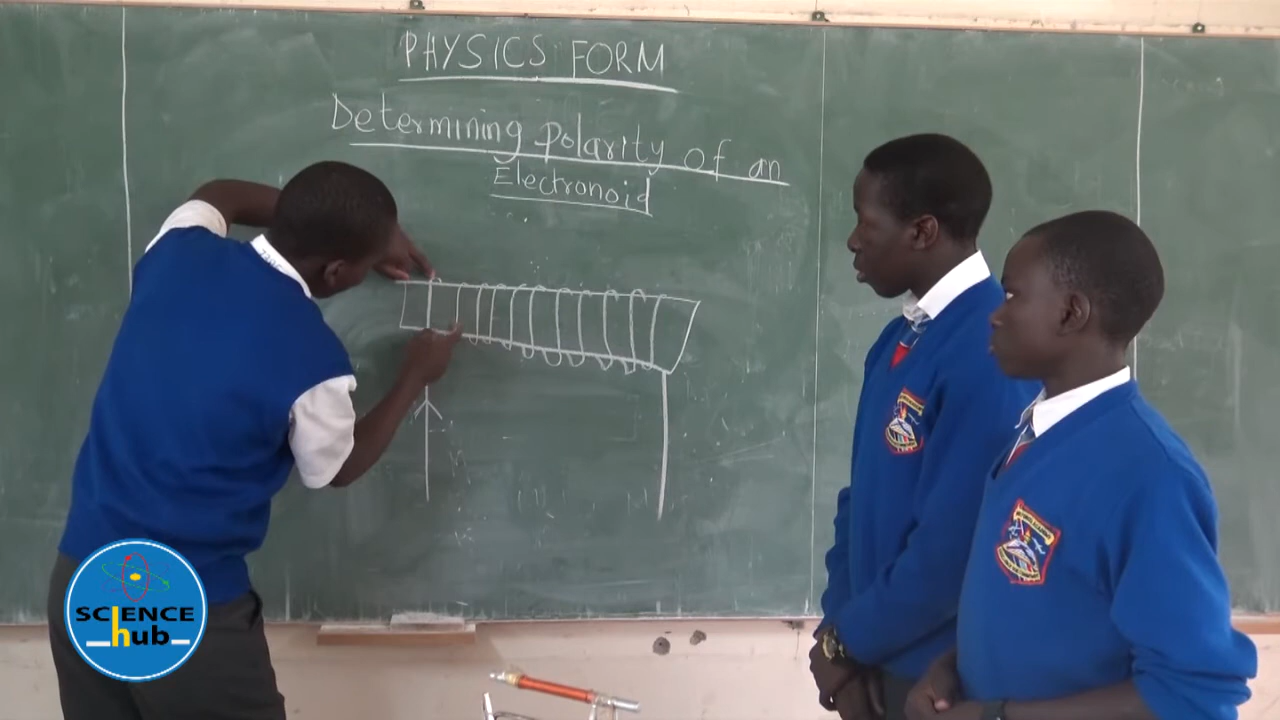 PHYSICS FORM
Determining polarity of an
Electronoid
SCIENCE
hub